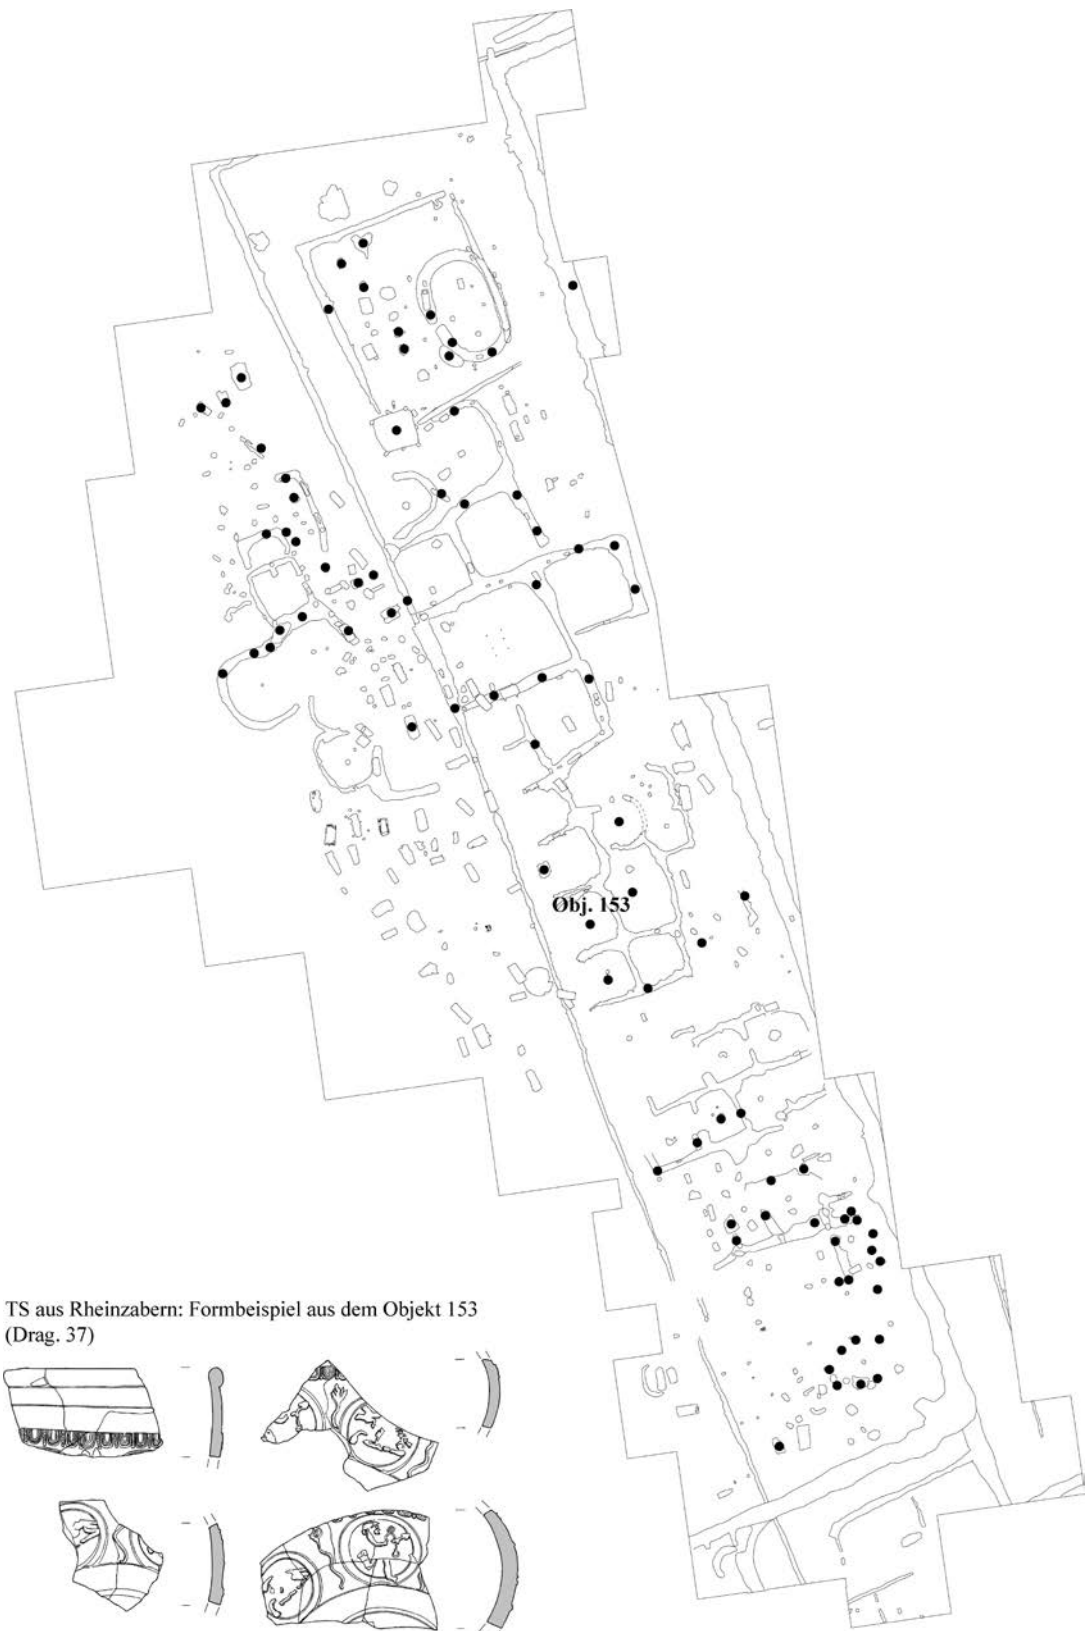 Obj. 153
TS aus Rheinzabern: Formbeispiel aus dem Objekt 153
(Drag. 37)